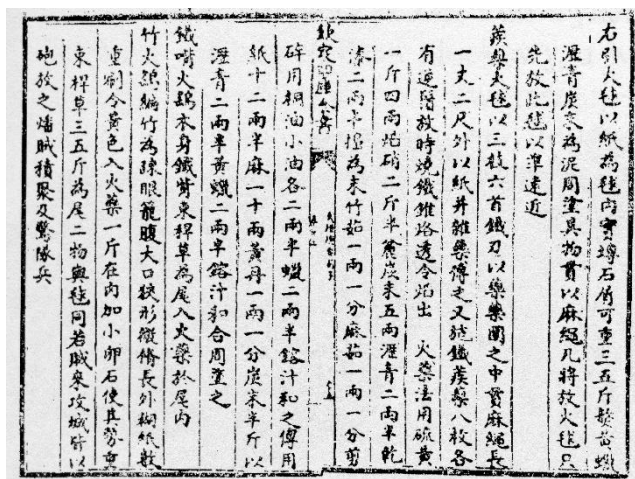 右引火毬以紙為毬內實塼石屑可重三五斤熬黃蠟
瀝青炭末為泥周塗其物貫以麻繩凡將放火毬只
先放此毬以準遠近
蒺藜火毬以三枚六首鐵刃以藥藥團之中貫麻繩長
一丈二尺外以紙并雜藥傅之又施鐵蒺藜八枚各
有逆鬚放時燒鐵錐烙透令焰出 火藥法用硫黃
一斤四兩焰硝二斤半麄炭末五兩瀝青二兩半乾
漆二兩半搗為末竹茹一兩一分麻茹一兩一分剪
欽定四庫全書
碎用桐油小油各二兩半蠟二兩半鎔汁和之傅用
紙十二兩半麻一十兩黃丹一兩一分炭末半斤以
瀝青二兩半黃蠟二兩半鎔汁和合周塗之
鐵嘴火鷂木身鐵嘴束稈草為尾入火藥於尾內
竹火鷂編竹為疎眼籠腹大口狹形微脩長外糊紙數
重刷令黃色入火藥一斤在內加小卵石使其勢重
束稈草三五斤為尾二物與毬同若賊來攻城皆以
砲放之燔賊積聚及驚隊兵